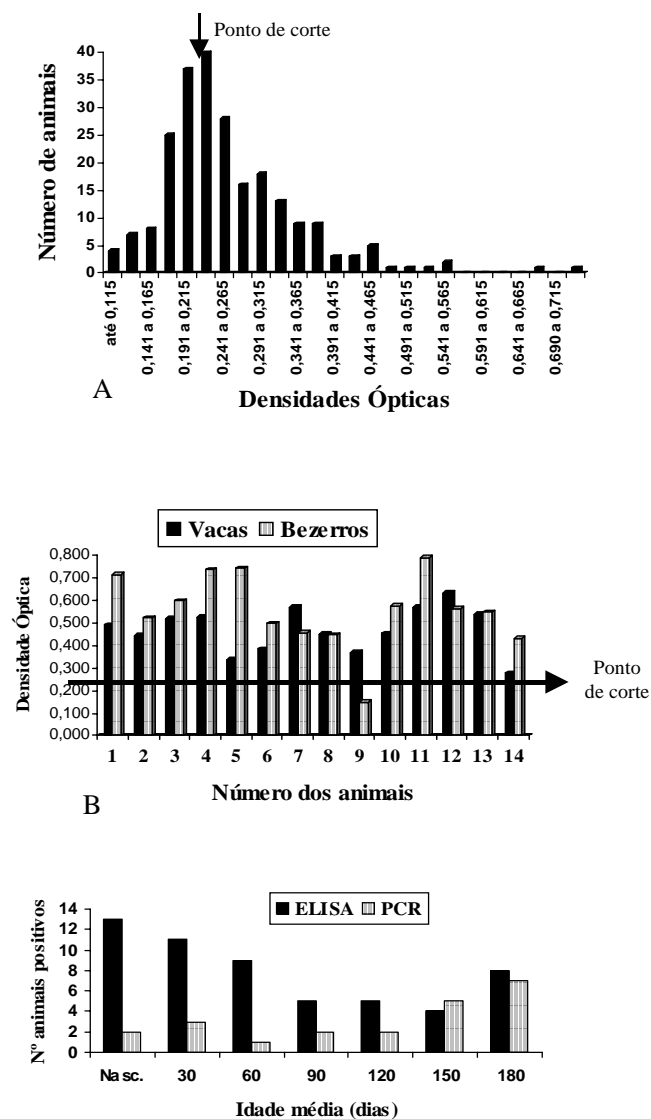 Ponto de corte
Número de animais
40
35
30
25
20
15
10
5
0
até 0,115
0,141 a 0,165
0,191 a 0,215
0,241 a 0,265
0,291 a 0,315
0,341 a 0,365
0,391 a 0,415
0,441 a 0,465
0,491 a 0,515
0,541 a 0,565
0,591 a 0,615
0,641 a 0,665
0,690 a 0,715
A
Densidades Ópticas
Vacas Bezerros
Densidade Óptica
0,800
0,700
0,600
0,500
0,400
0,300
0,200
0,100
0,000
Ponto
de corte
1 2 3 4 5 6 7 8 9 10 11 12 13 14
Número dos animais
B
ELISA PCR
Nº animais positivos
14
12
10
8
6
4
2
0
Nasc. 30 60 90 120 150 180
Idade média (dias)